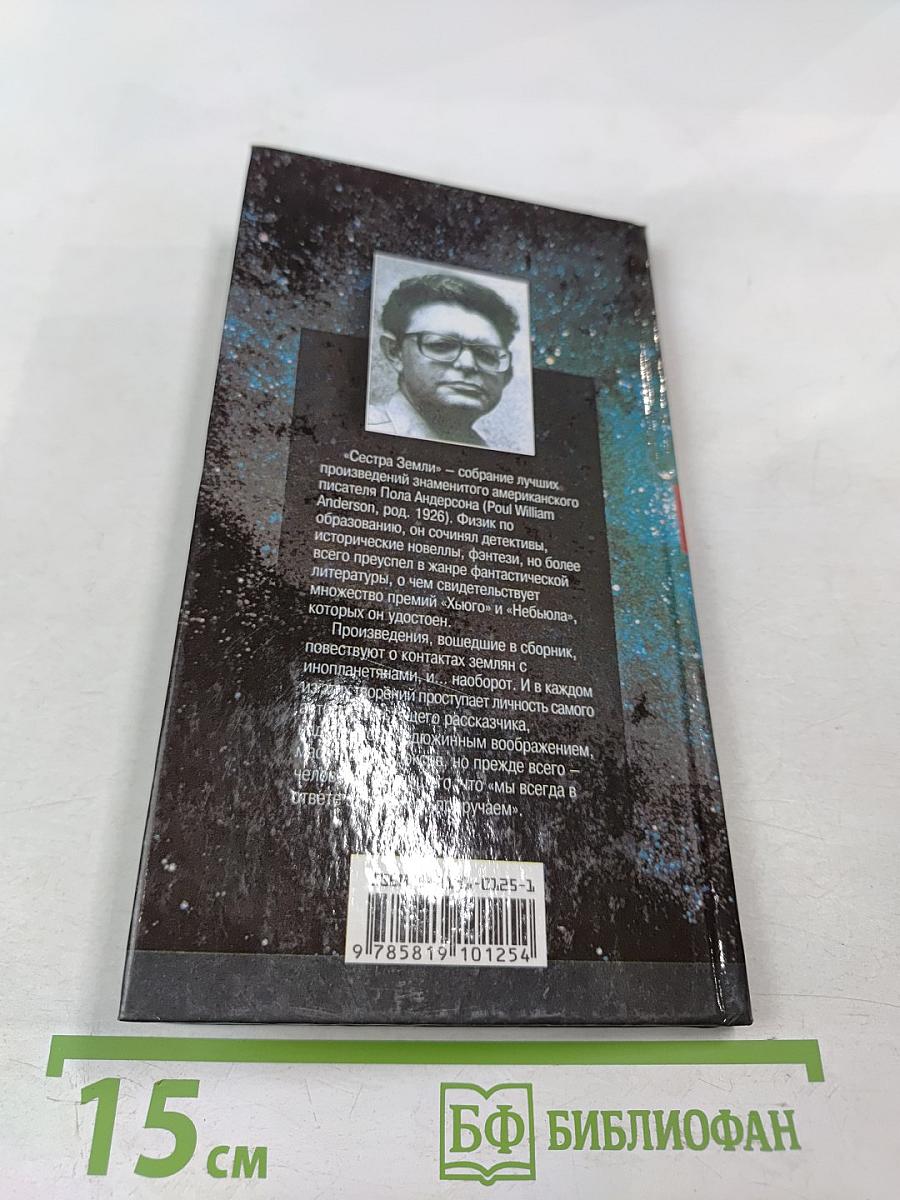 «Сестра Земли» – собрание лучших
произведений знаменитого американского
писателя Пола Андерсона (Poul William
Anderson, род. 1926). Физик по
образованию, он сочинял детективы,
исторические новеллы, фэнтези, но более
всего преуспел в жанре фантастической
литературы, о чем свидетельствует
множество премий «Хьюго» и «Небьюла»,
которых он удостоен.
Произведения, вошедшие в сборник,
повествуют о контактах землян с
инопланетянами, и... наоборот. И в каждом
проступает личность самого
рассказчика,
воображением,
но прежде всего –
что «мы всегда в
ответе
9 785819 101254
15 см
БФ БИБЛИОФАН